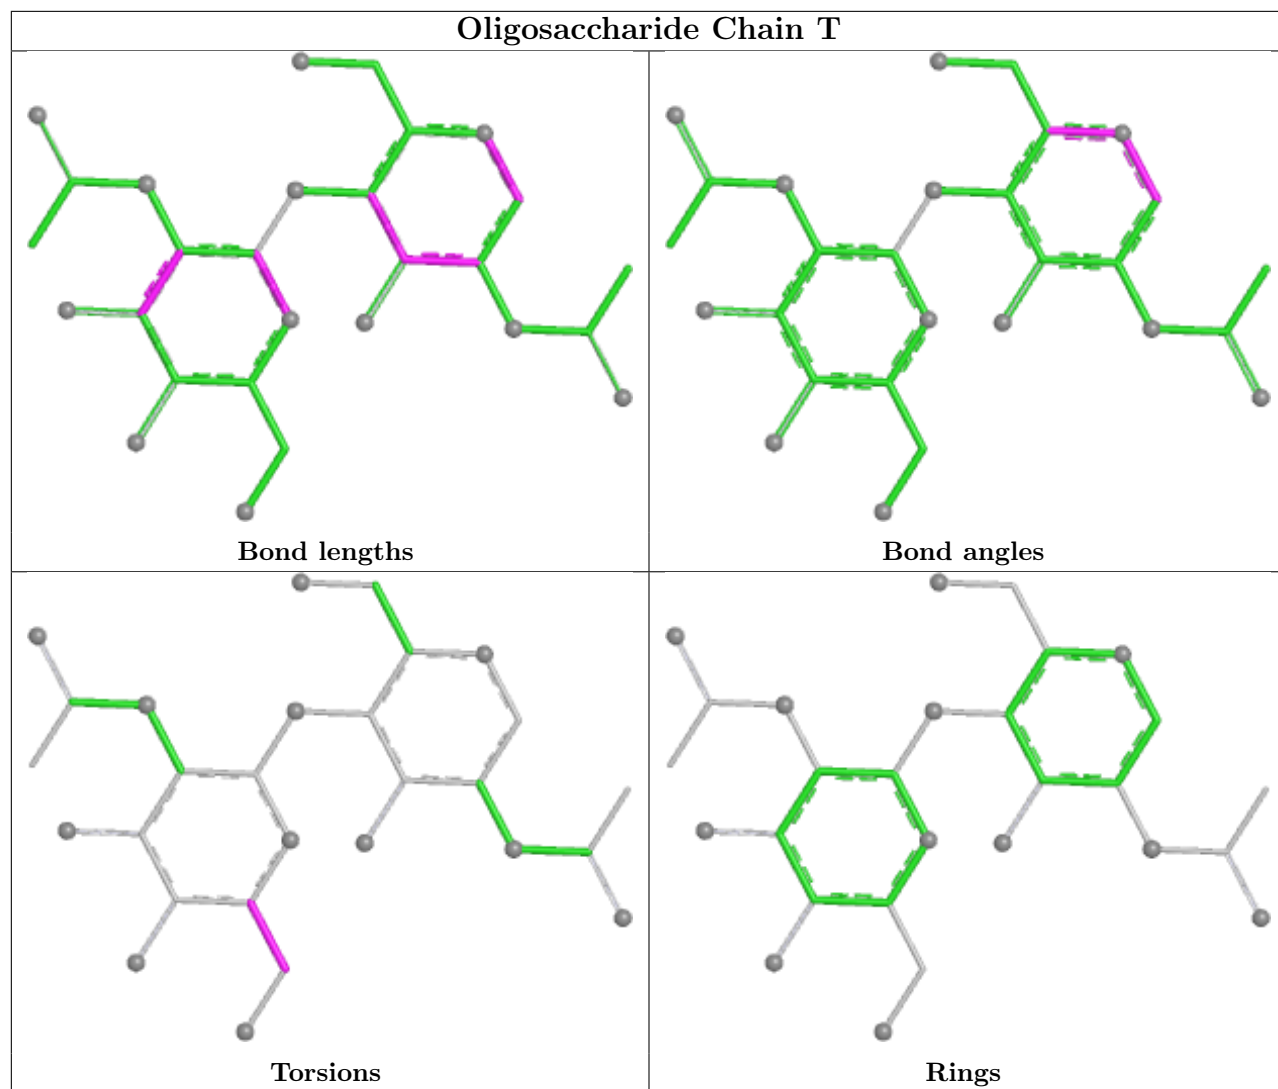 Oligosaccharide Chain T
Bond lengths
Bond angles
Torsions
Rings